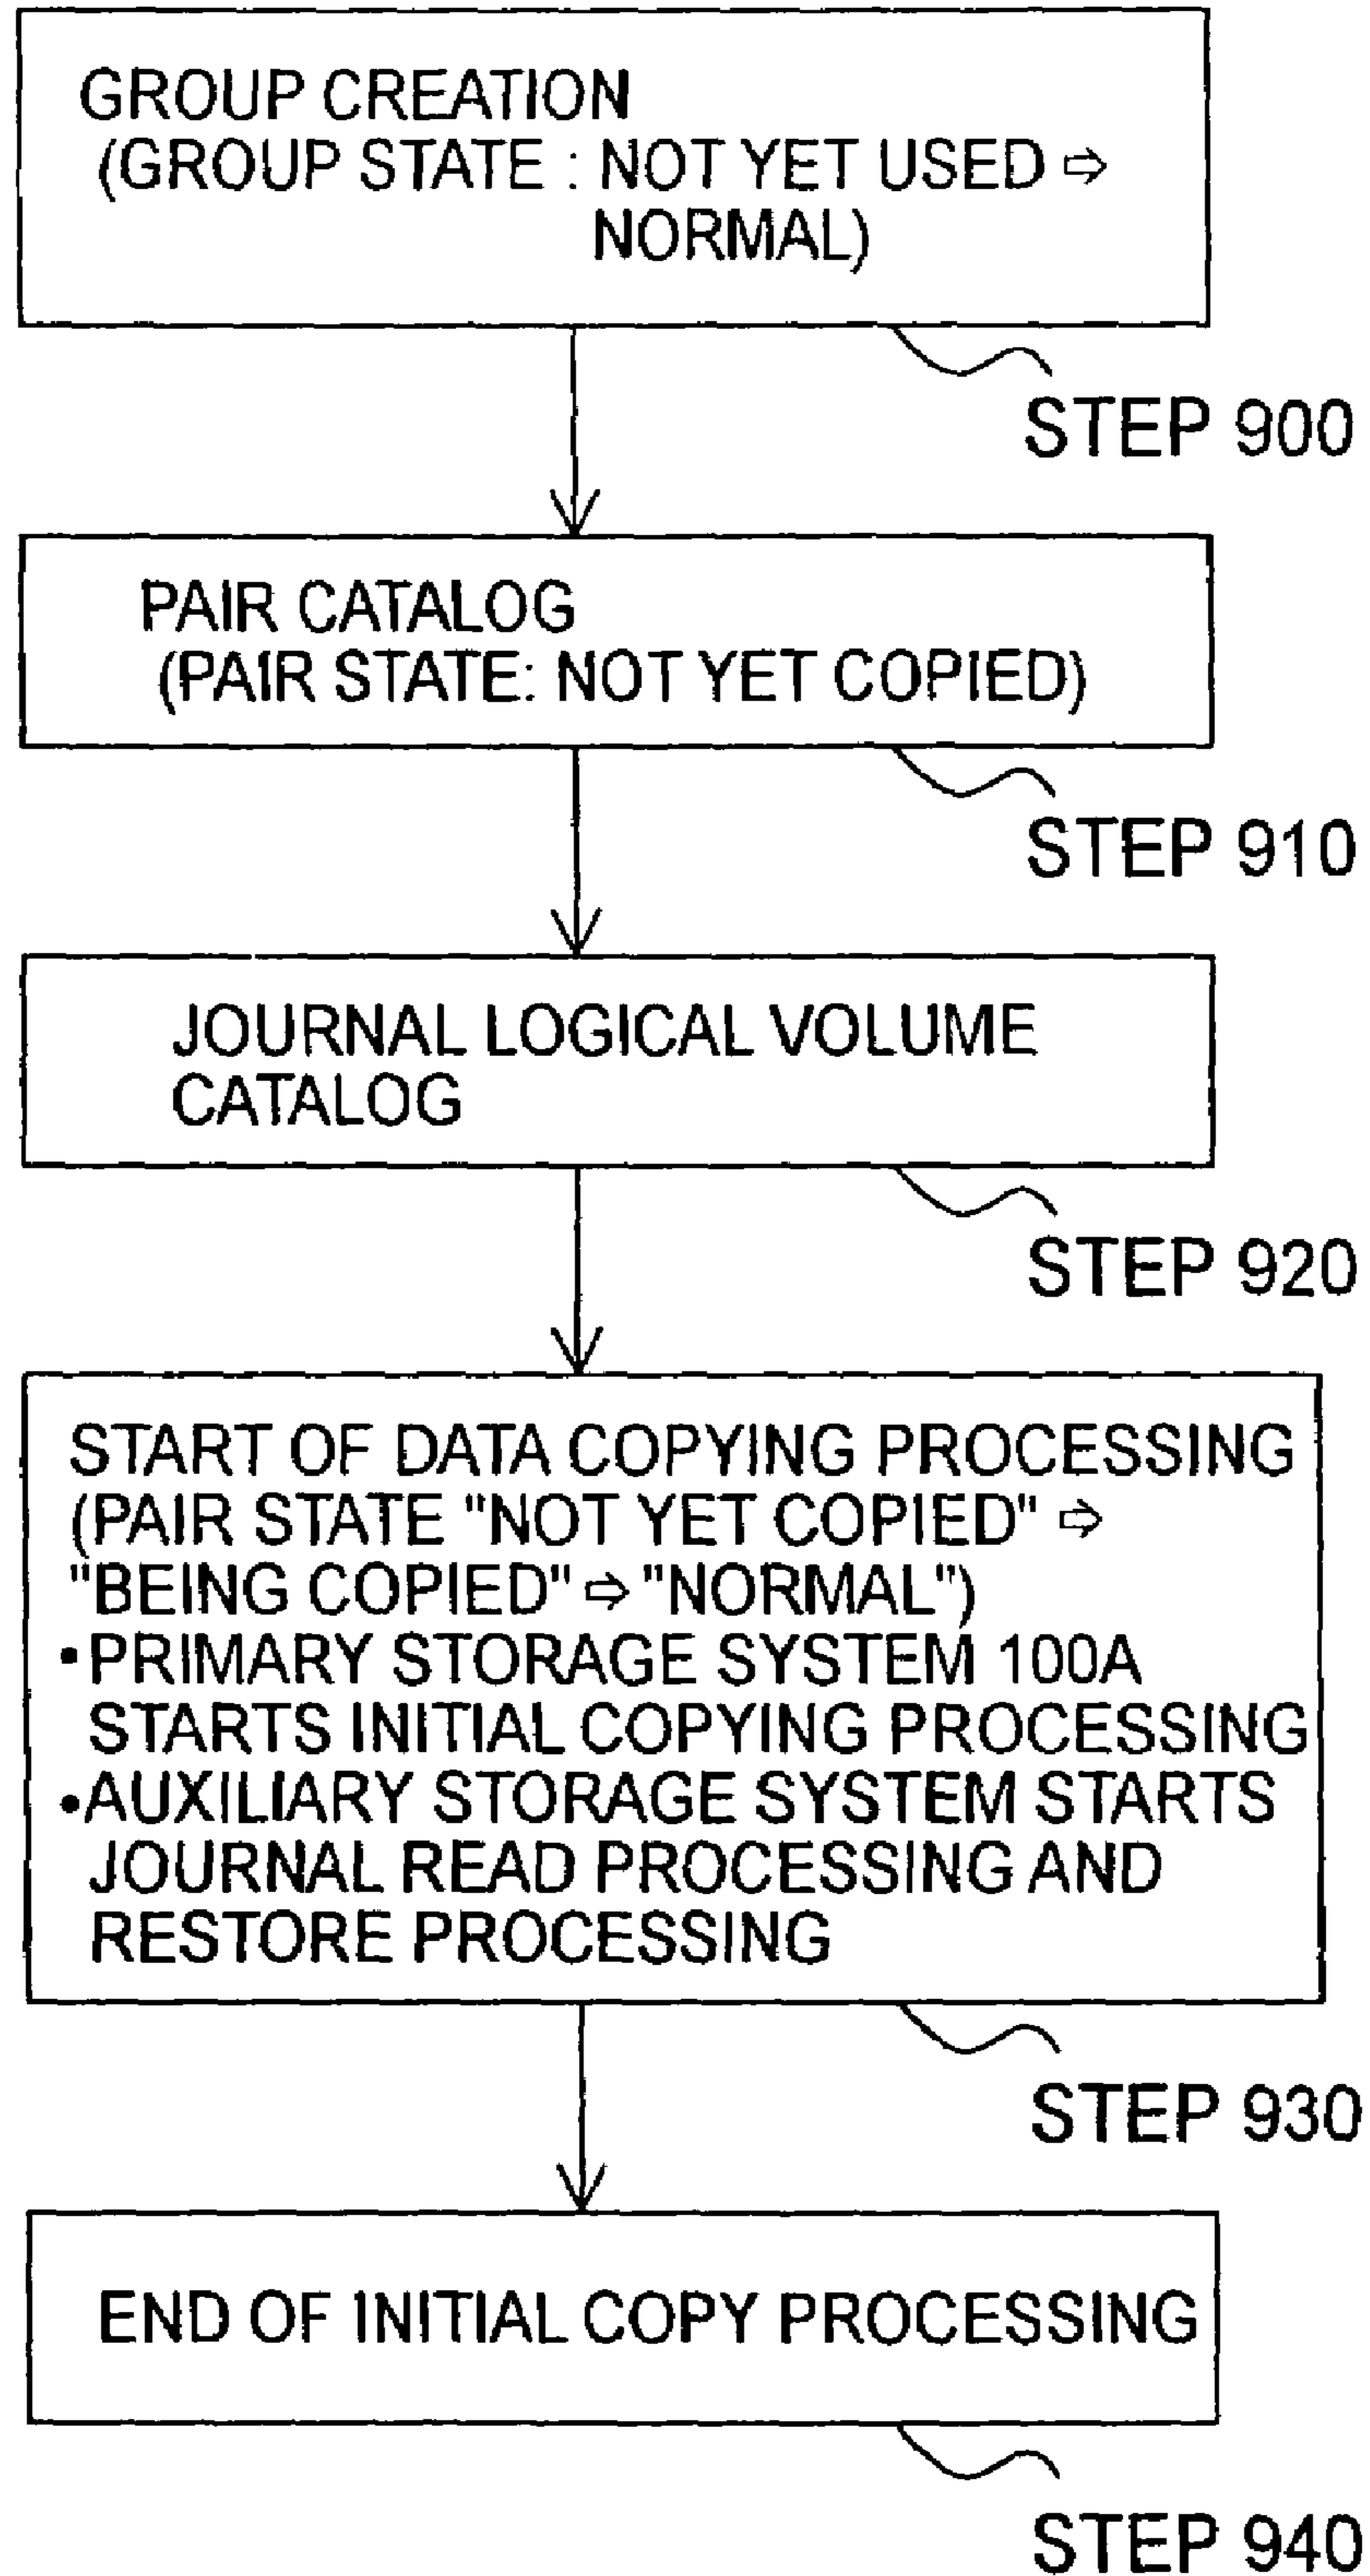 GROUP CREATION
(GROUP STATE : NOT YET USED ⇨
NORMAL)
STEP 900
PAIR CATALOG
(PAIR STATE: NOT YET COPIED)
STEP 910
JOURNAL LOGICAL VOLUME
CATALOG
STEP 920
START OF DATA COPYING PROCESSING
(PAIR STATE "NOT YET COPIED" ⇨
"BEING COPIED" ⇨ "NORMAL")
•PRIMARY STORAGE SYSTEM 100A
STARTS INITIAL COPYING PROCESSING
•AUXILIARY STORAGE SYSTEM STARTS
JOURNAL READ PROCESSING AND
RESTORE PROCESSING
STEP 930
END OF INITIAL COPY PROCESSING
STEP 940